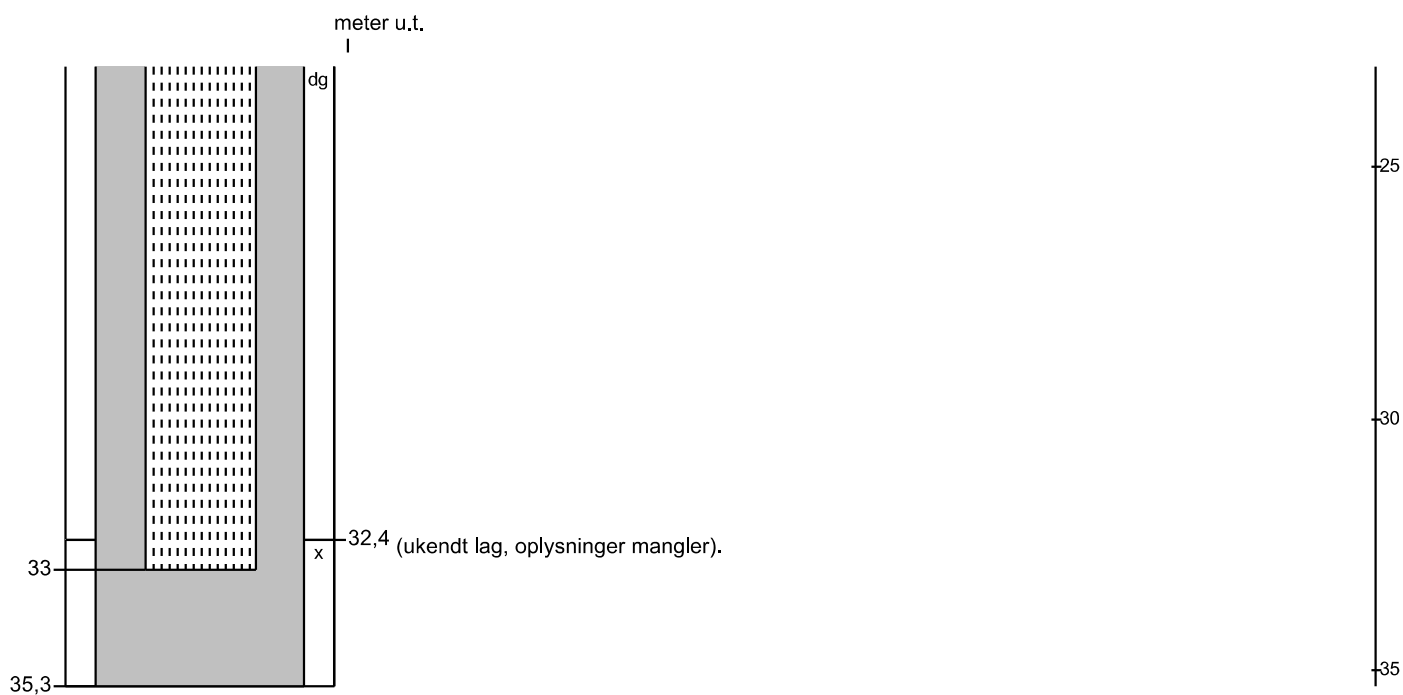 meter u.t.
dg
25
30
32,4 (ukendt lag, oplysninger mangler).
x
33
35
35,3